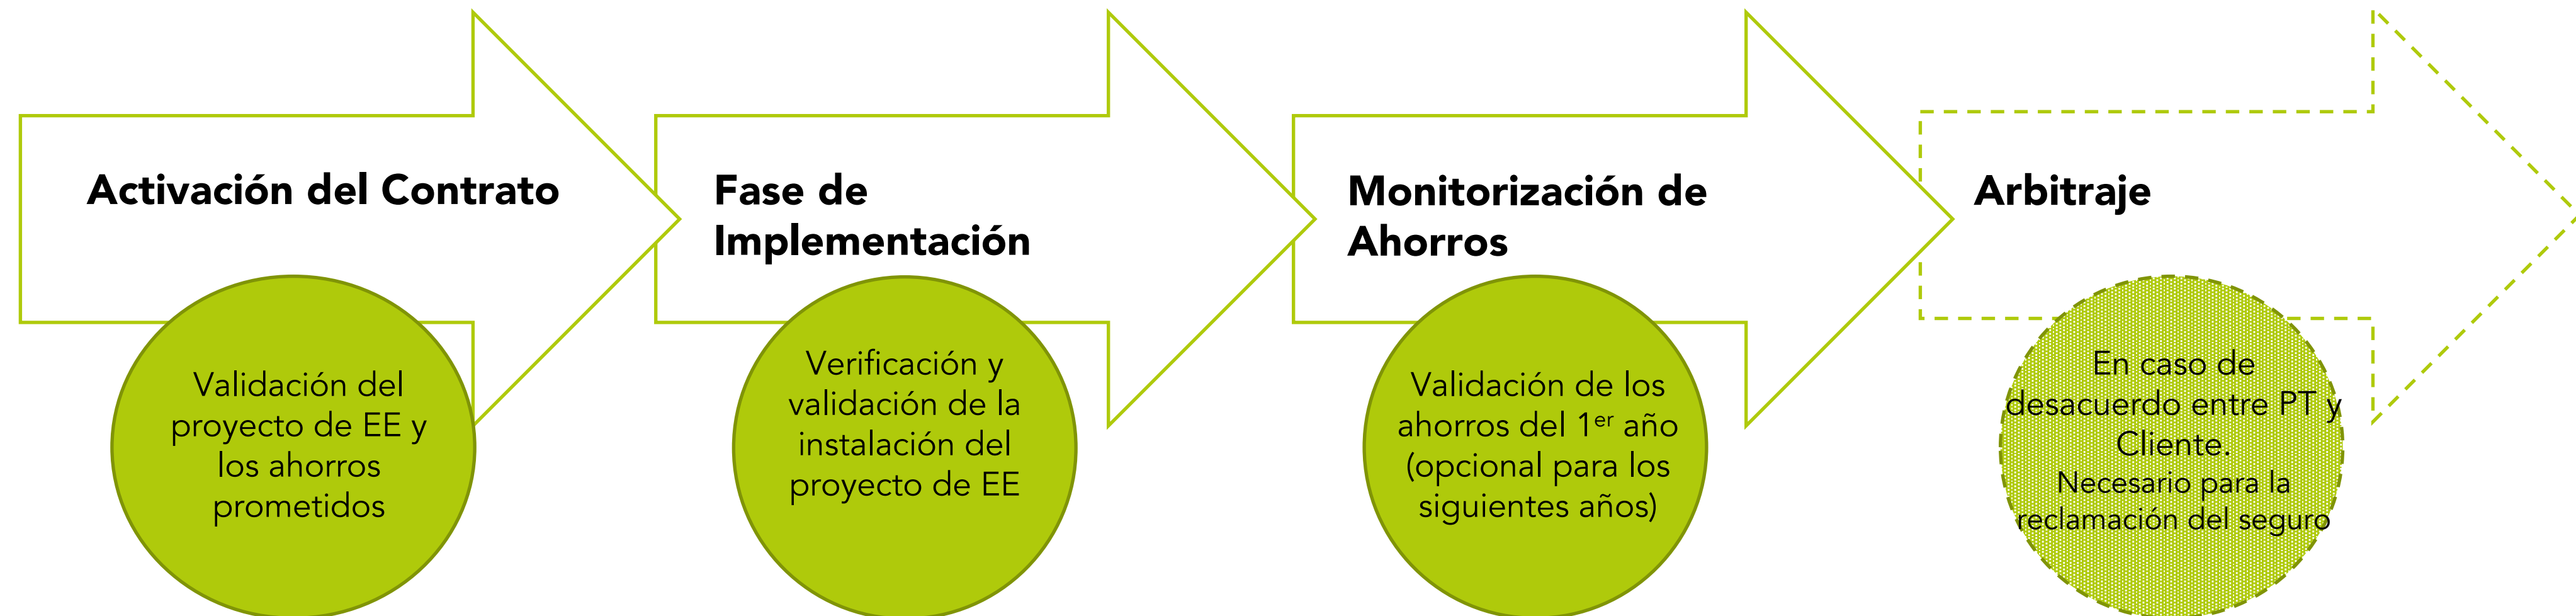 Activación del Contrato
Validación del
proyecto de EE y
los ahorros
prometidos
Fase de
Implementación
Verificación y
validación de la
instalación del
proyecto de EE
Monitorización de
Ahorros
Validación de los
ahorros del 1er año
(opcional para los
siguientes años)
Arbitraje
En caso de
desacuerdo entre PT y
Cliente.
Necesario para la
reclamación del seguro